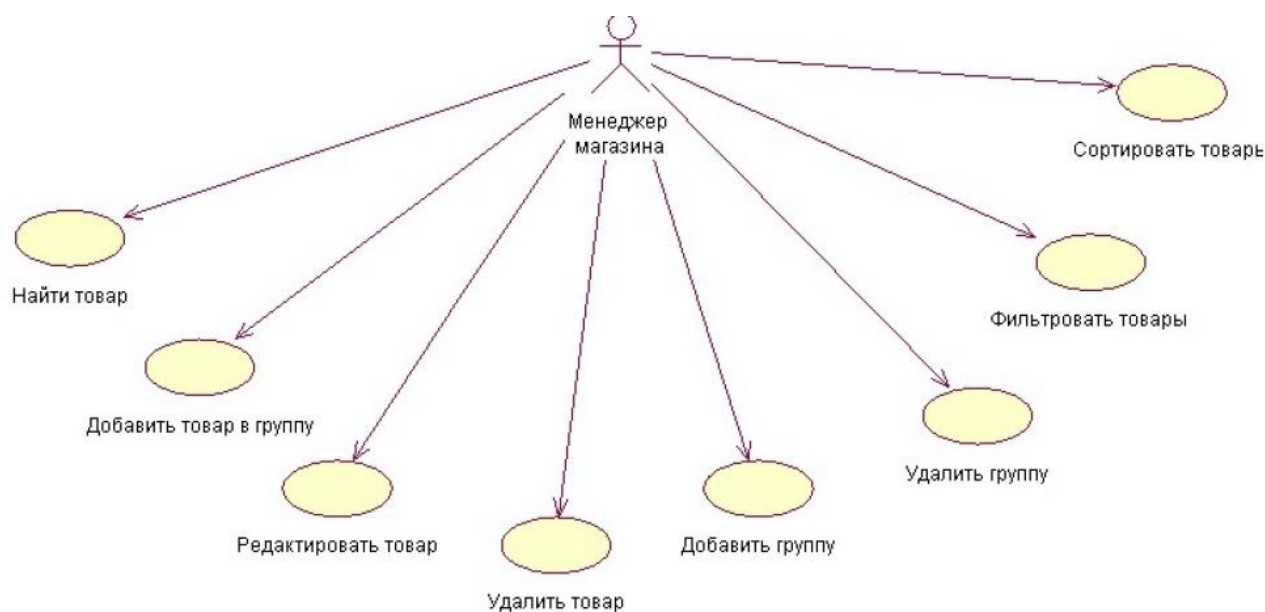 Менеджер
магазина
Сортировать товары
Найти товар
Фильтровать товары
Добавить товар в группу
Удалить группу
Редактировать товар
Добавить группу
Удалить товар